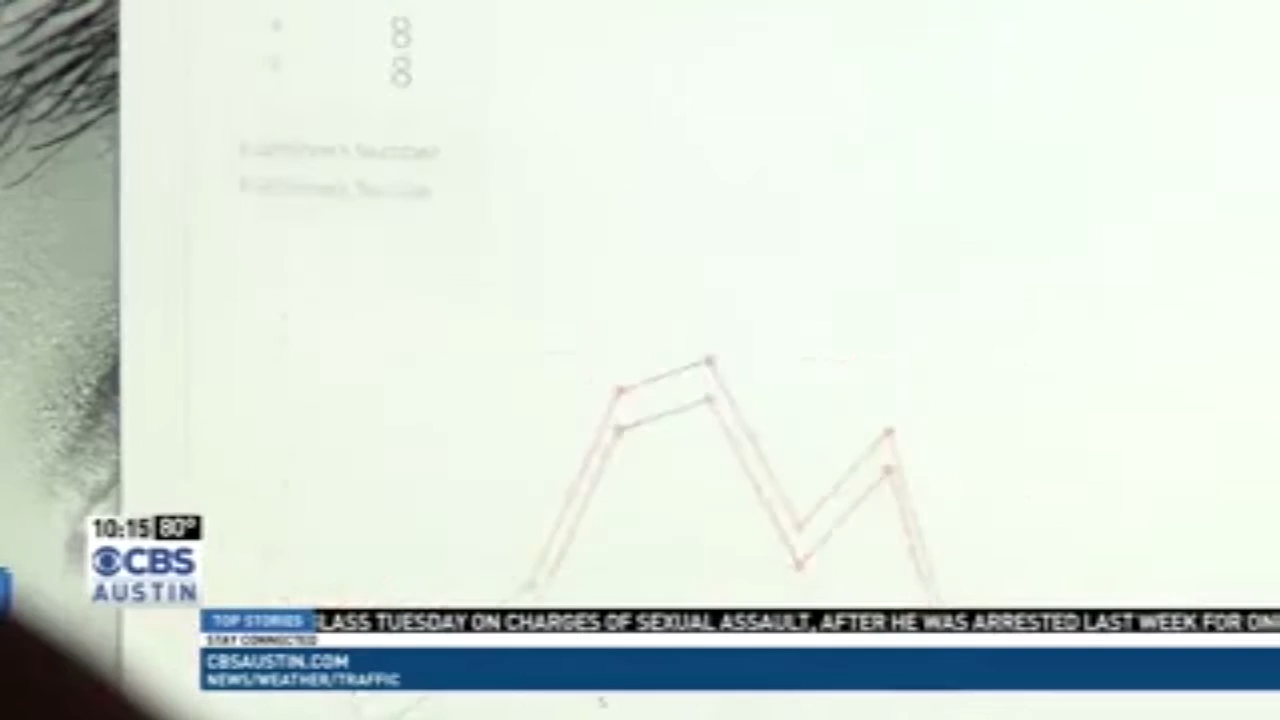 8
8
10:15 80°
CBS
AUSTIN
TOP STORIES LASS TUESDAY ON CHARGES OF SEXUAL ASSAULT, AFTER HE WAS ARRESTED LAST WEEK FOR
STAY CONNECTED
CBSAUSTIN.COM
NEWS/WEATHER/TRAFFIC
5